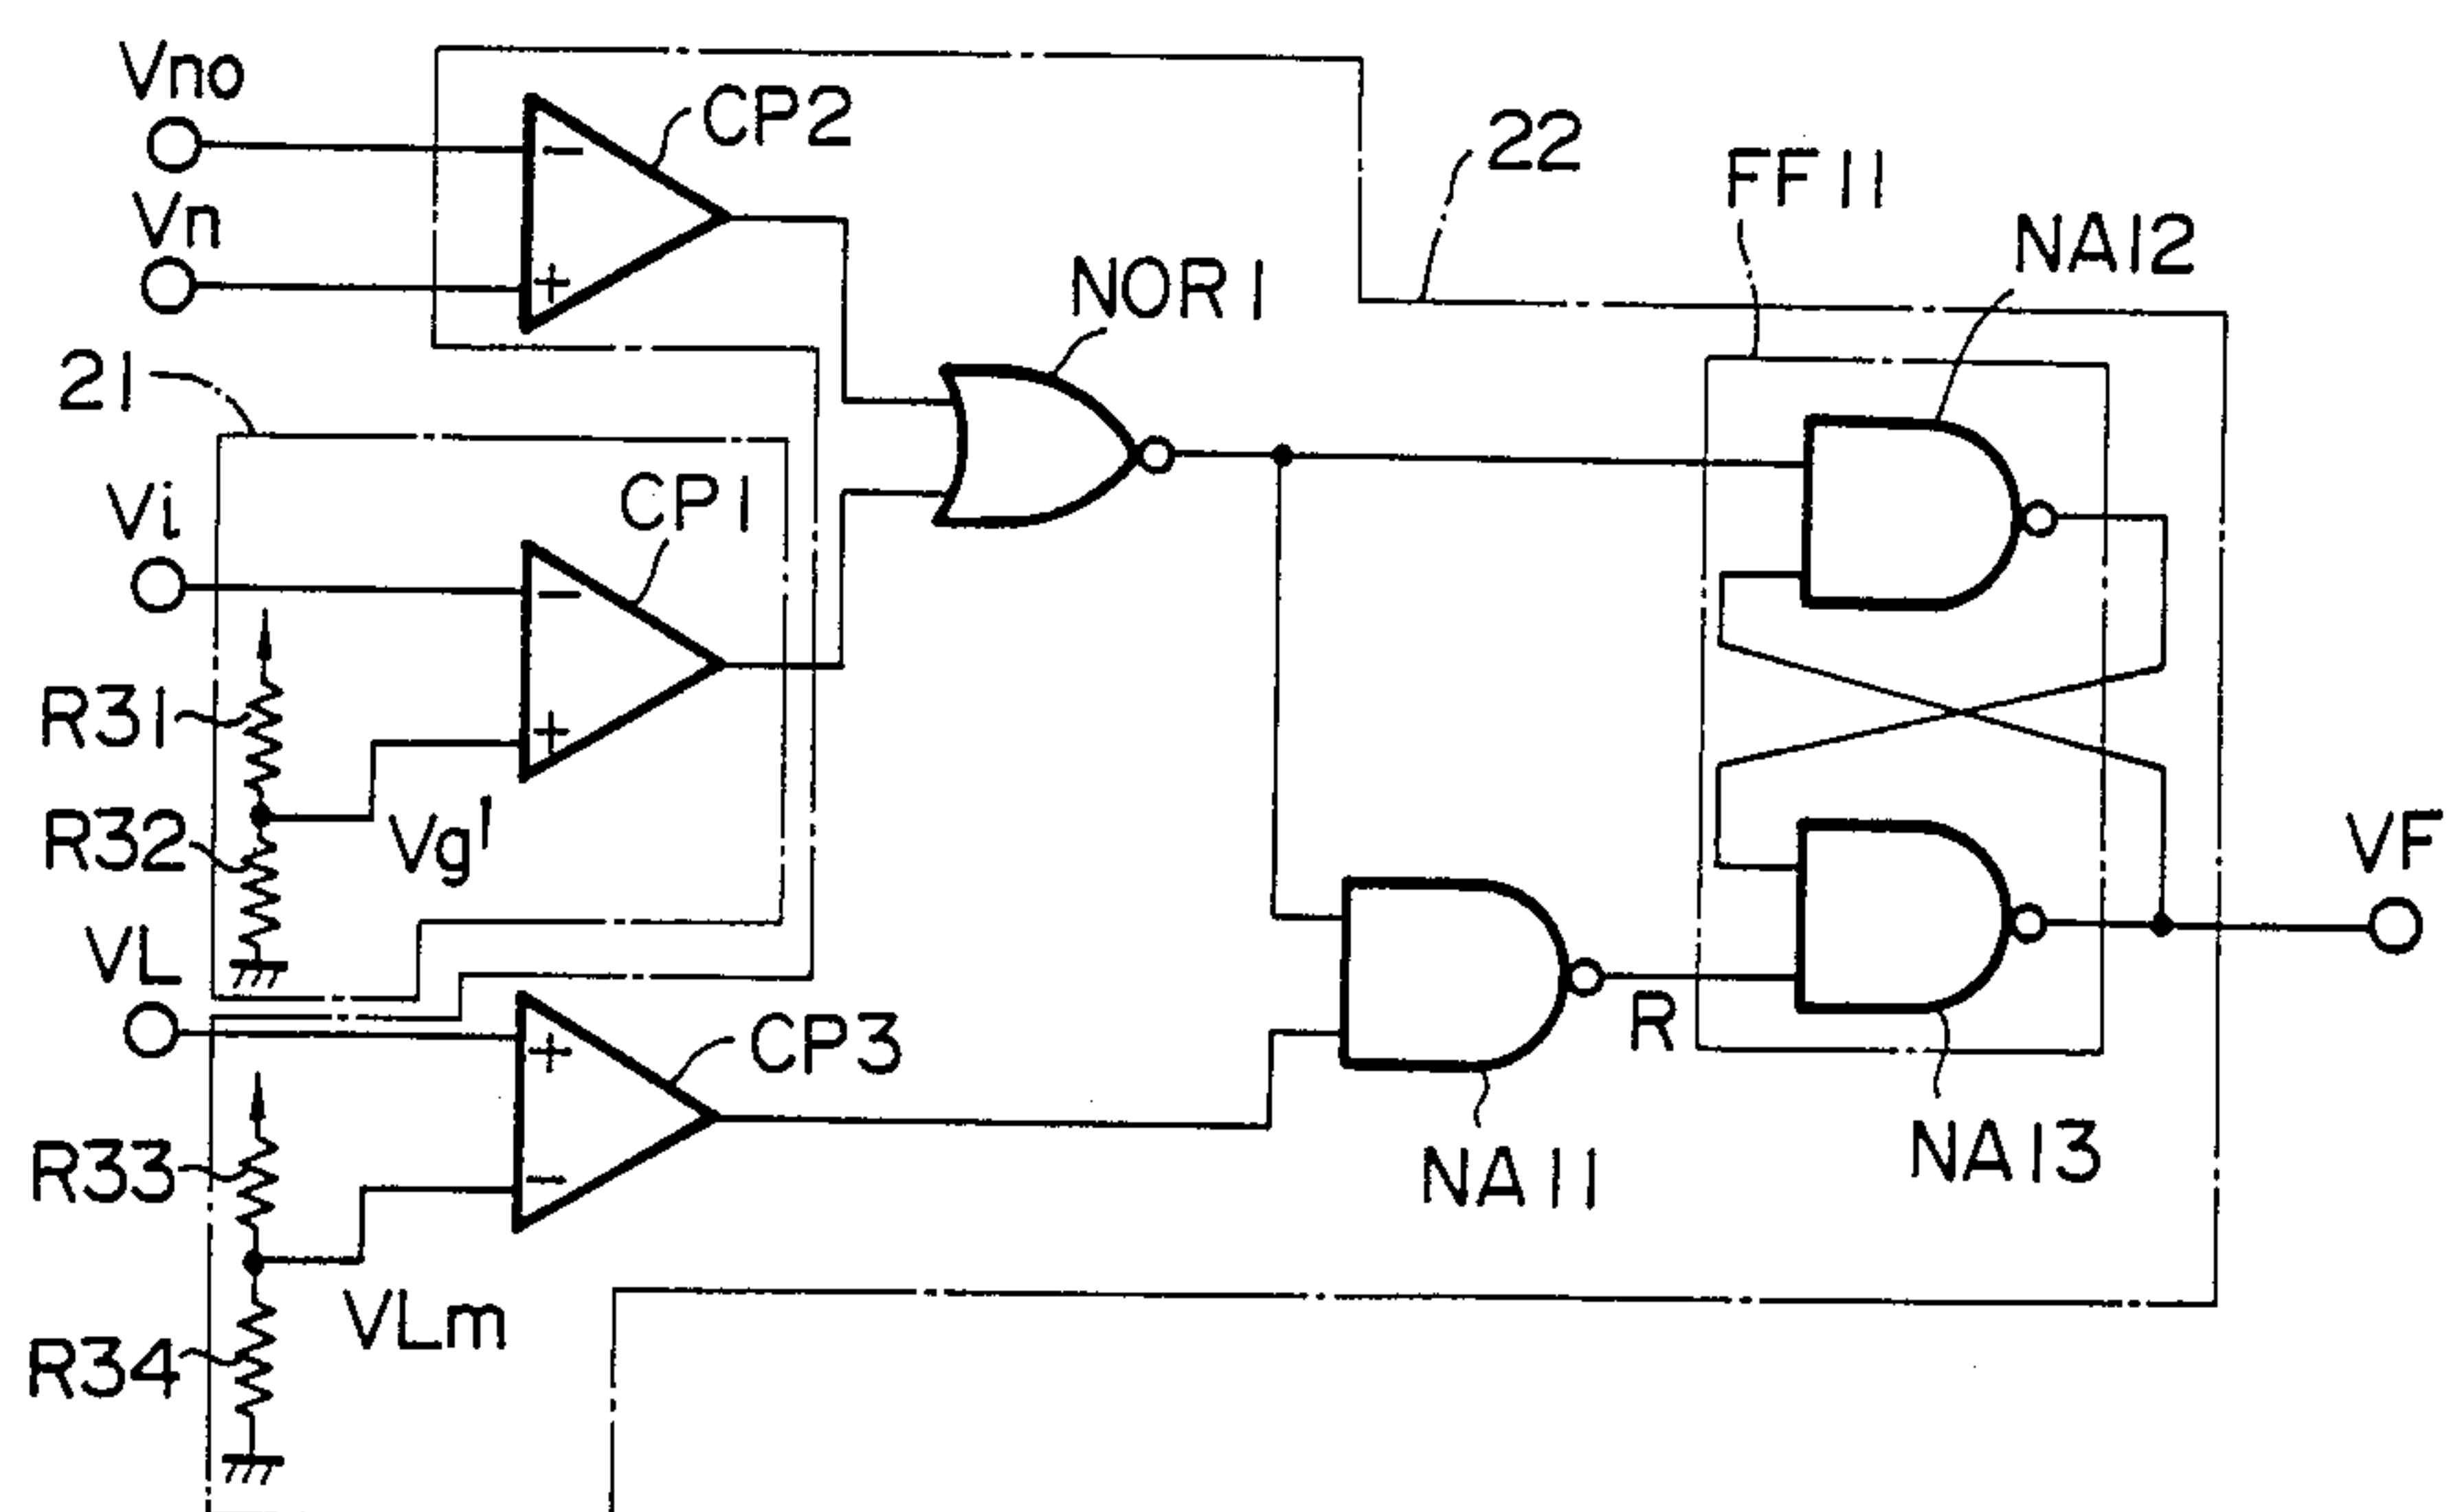 Vno
CP2
-
22
FF11
Vn
NA12
+
NOR1
21
CP1
Vi
-
R31
+
R32
Vg'
VF
VL
CP3
+
R
R33
NA11
NA13
-
VLm
R34